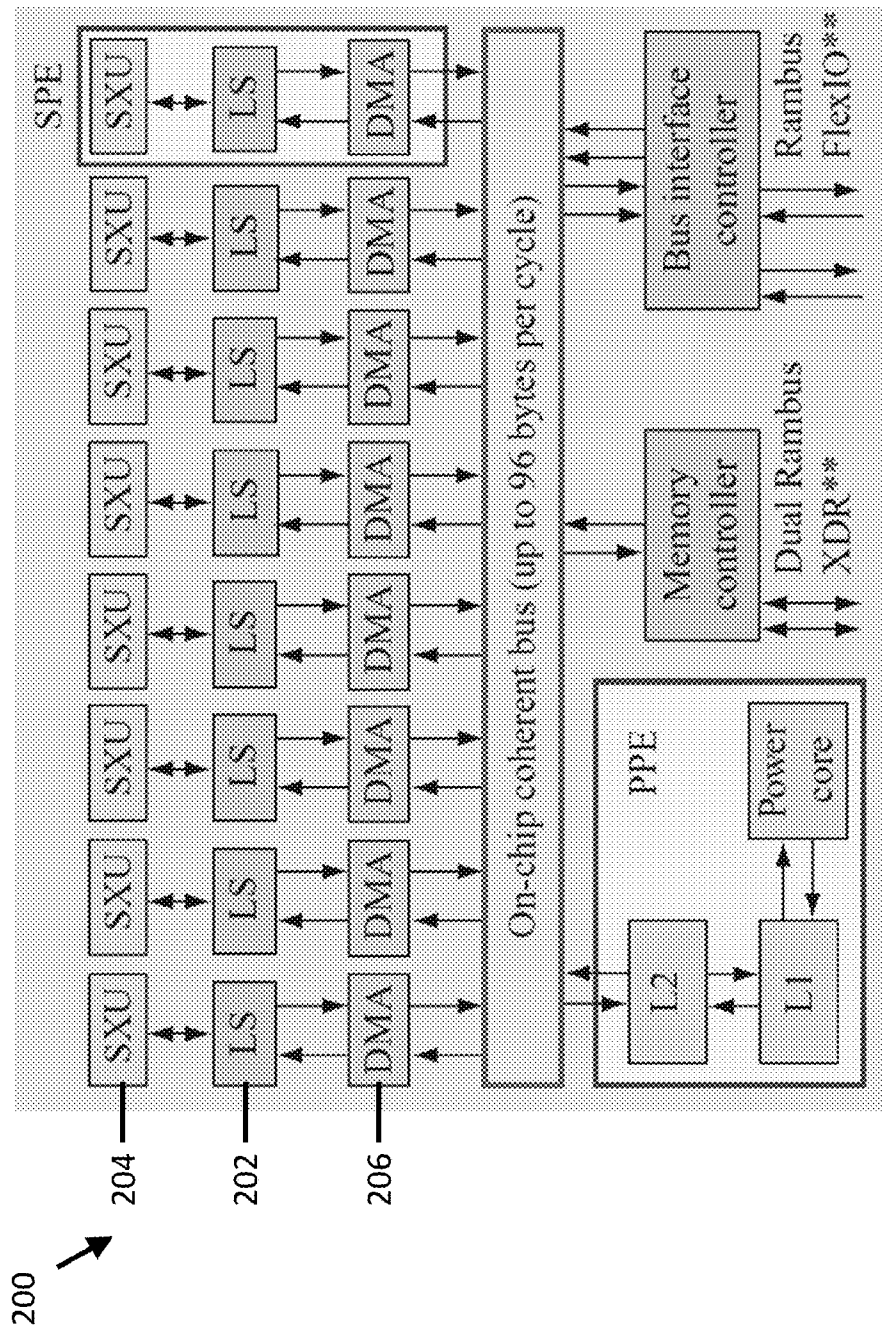 200
SPE
204 SXU SXU SXU SXU SXU SXU SXU SXU
202 LS LS LS LS LS LS LS LS
206 DMA DMA DMA DMA DMA DMA DMA DMA
On-chip coherent bus (up to 96 bytes per cycle)
PPE
L2
L1
Power
core
Memory
controller
Dual Rambus
XDR**
Bus interface
controller
Rambus
FlexIO**